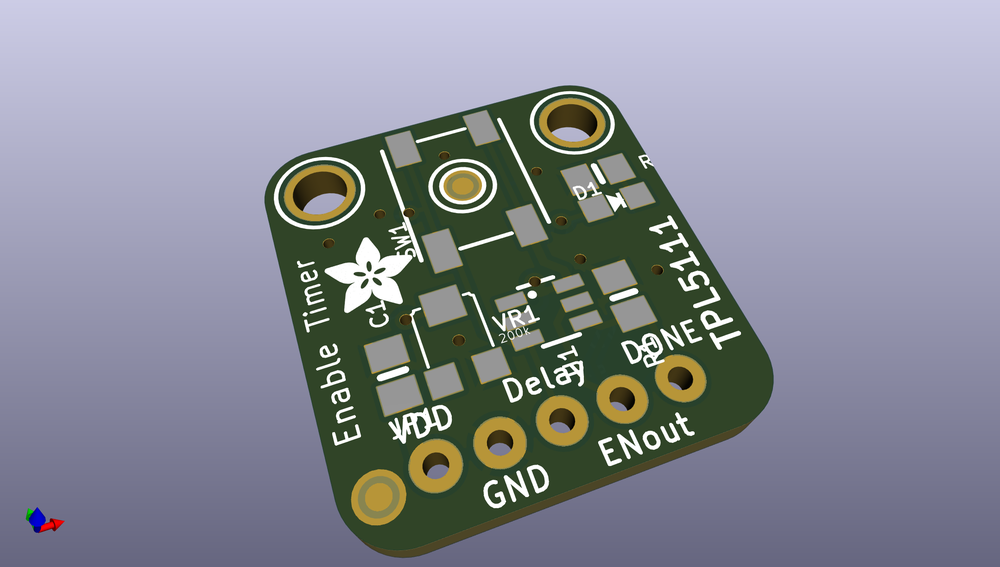 R
D1
SW1
TPL5111
Enable Timer
C1
VR1
200k
DONE
Delay
VDD
ENout
GND